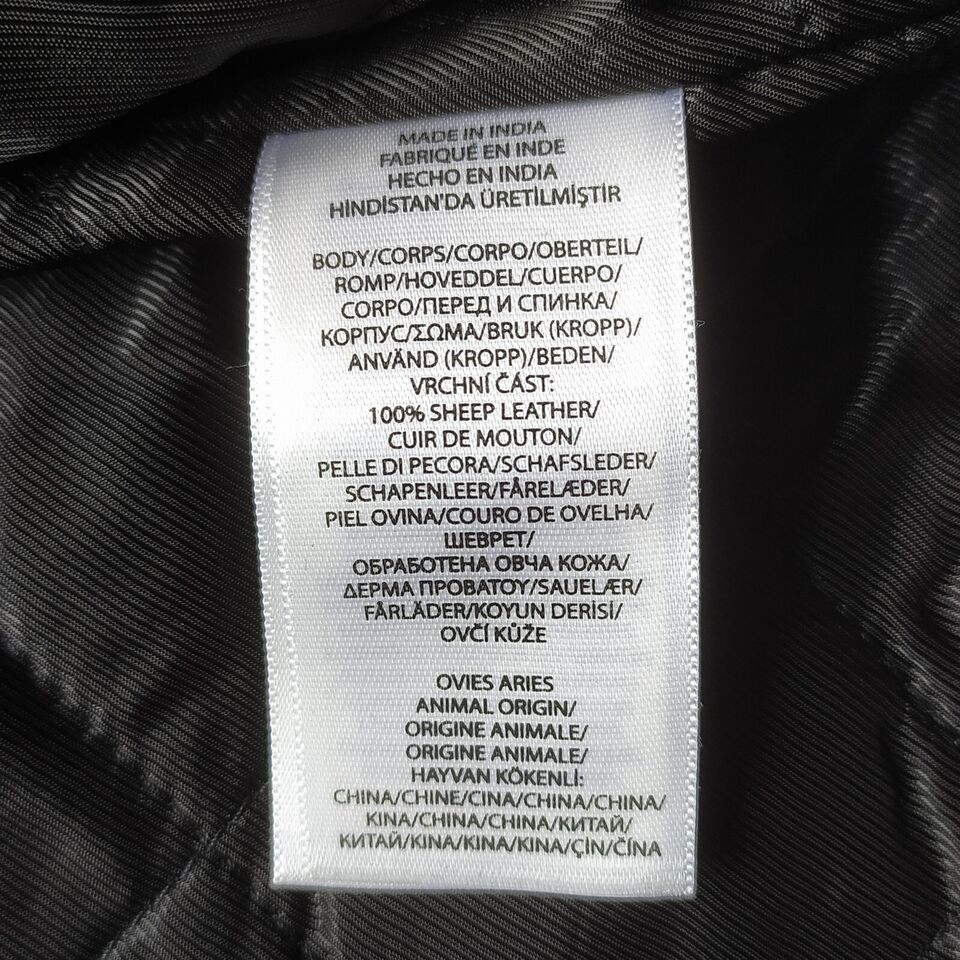 MADE IN INDIA
FABRIQUÉ EN INDE
HECHO EN INDIA
HİNDİSTAN'DA ÜRETİLMİŞTİR
BODY/CORPS/CORPO/OBERTEIL/
ROMP/HOVEDDEL/CUERPO/
CORPO/ПЕРЕД И СПИНКА/
КОРПУС/ΣΩΜΑ/BRUK (KROPP)/
ANVÄND (KROPP)/BEDEN/
VRCHNÍ ČÁST:
100% SHEEP LEATHER/
CUIR DE MOUTON/
PELLE DI PECORA/SCHAFSLEDER/
SCHAPENLEER/FÅRELÆDER/
PIEL OVINA/COURO DE OVELHA/
ШЕВРЕТ/
ОБРАБОТЕНА ОВЧА КОЖА/
ΔΕΡΜΑ ΠΡΟΒΑΤΟΥ/SAUELÆR/
FÅRLÄDER/KOYUN DERİSİ/
OVČÍ KŮŽE
OVIES ARIES
ANIMAL ORIGIN/
ORIGINE ANIMALE/
ORIGINE ANIMALE/
HAYVAN KÖKENLİ:
CHINA/CHINE/CINA/CHINA/CHINA/
KINA/CHINA/CHINA/КИТАЙ/
КИТАЙ/ΚΙΝΑ/KINA/KINA/ÇİN/ČÍNA